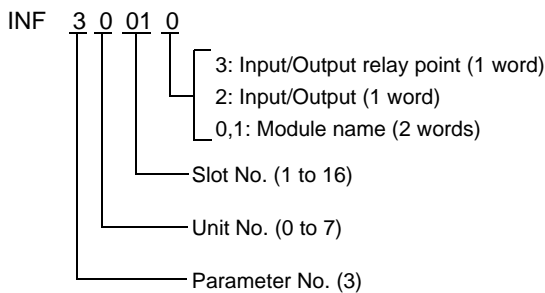 INF 3 0 01 0
3: Input/Output relay point (1 word)
2: Input/Output (1 word)
0,1: Module name (2 words)
Slot No. (1 to 16)
Unit No. (0 to 7)
Parameter No. (3)